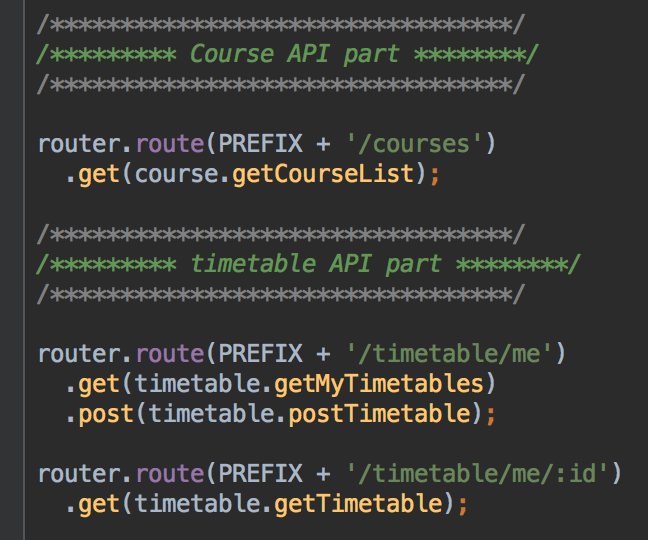 /*********************************/
/********* Course API part ********/
/*********************************/
router.route(PREFIX + '/courses')
.get(course.getCourseList);
/*********************************/
/********* timetable API part ********/
/*********************************/
router.route(PREFIX + '/timetable/me')
.get(timetable.getMyTimetables)
.post(timetable.postTimetable);
router.route(PREFIX + '/timetable/me/:id')
.get(timetable.getTimetable);